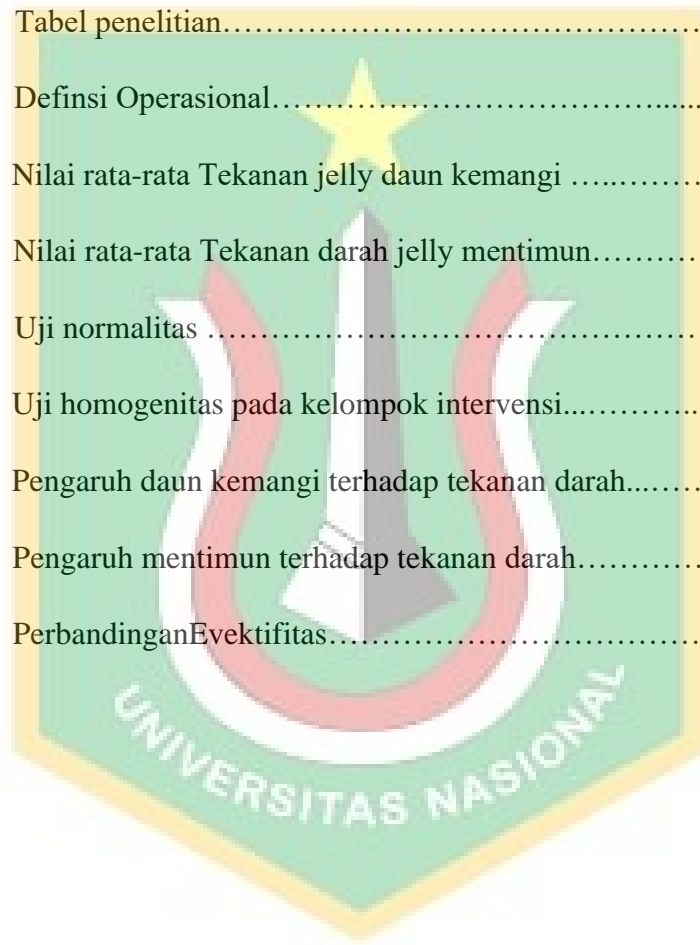 Tabel penelitian……………………………………….
Definsi Operasional…………………………………......
Nilai rata-rata Tekanan jelly daun kemangi …..………
Nilai rata-rata Tekanan darah jelly mentimun…………
Uji normalitas …………………………………………
Uji homogenitas pada kelompok intervensi...………..
Pengaruh daun kemangi terhadap tekanan darah...……
Pengaruh mentimun terhadap tekanan darah…………
PerbandinganEvektifitas………………………………
UNIVERSITAS NASIONAL